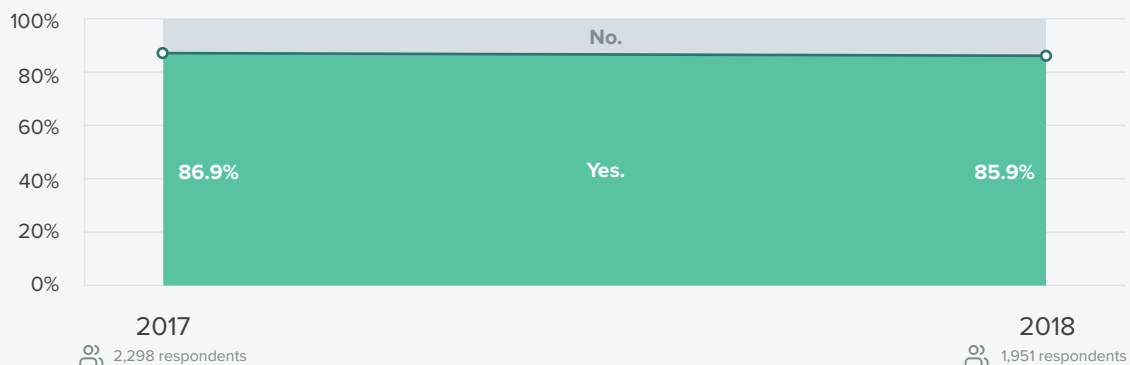 100%
No.
80%
60%
86.9%
Yes.
85.9%
40%
20%
0%
2017
2018
2,298 respondents
1,951 respondents